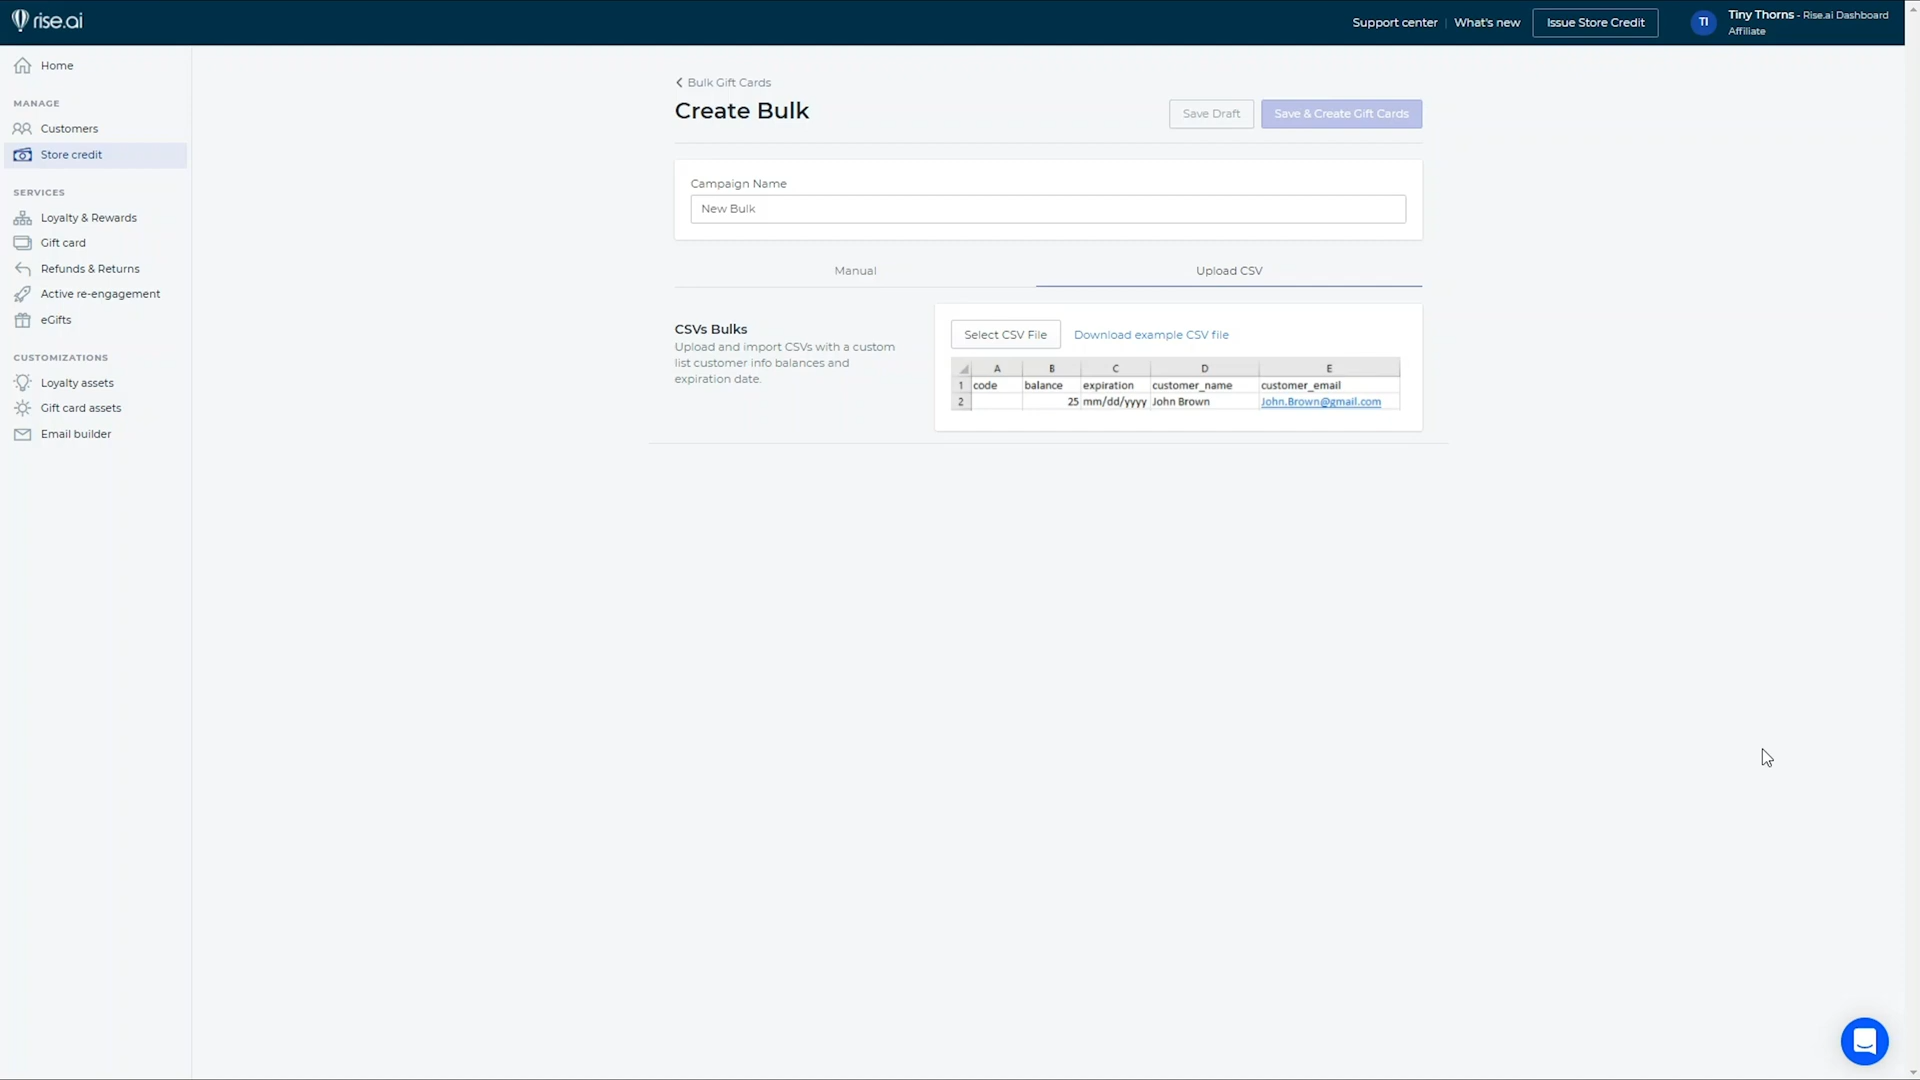 rise.ai
Support center
What's new
Issue Store Credit
TI
Tiny Thorns - Rise.ai Dashboard
Affiliate
Home
MANAGE
Customers
Store credit
SERVICES
Loyalty & Rewards
Gift card
Refunds & Returns
Active re-engagement
eGifts
CUSTOMIZATIONS
Loyalty assets
Gift card assets
Email builder
Bulk Gift Cards
Create Bulk
Save Draft
Save & Create Gift Cards
Campaign Name
New Bulk
Manual
Upload CSV
CSVs Bulks
Upload and import CSVs with a custom
list customer info balances and
expiration date.
Select CSV File
Download example CSV file
A B C D E
1 code balance expiration customer_name customer_email
2 25 mm/dd/yyyy John Brown John.Brown@gmail.com